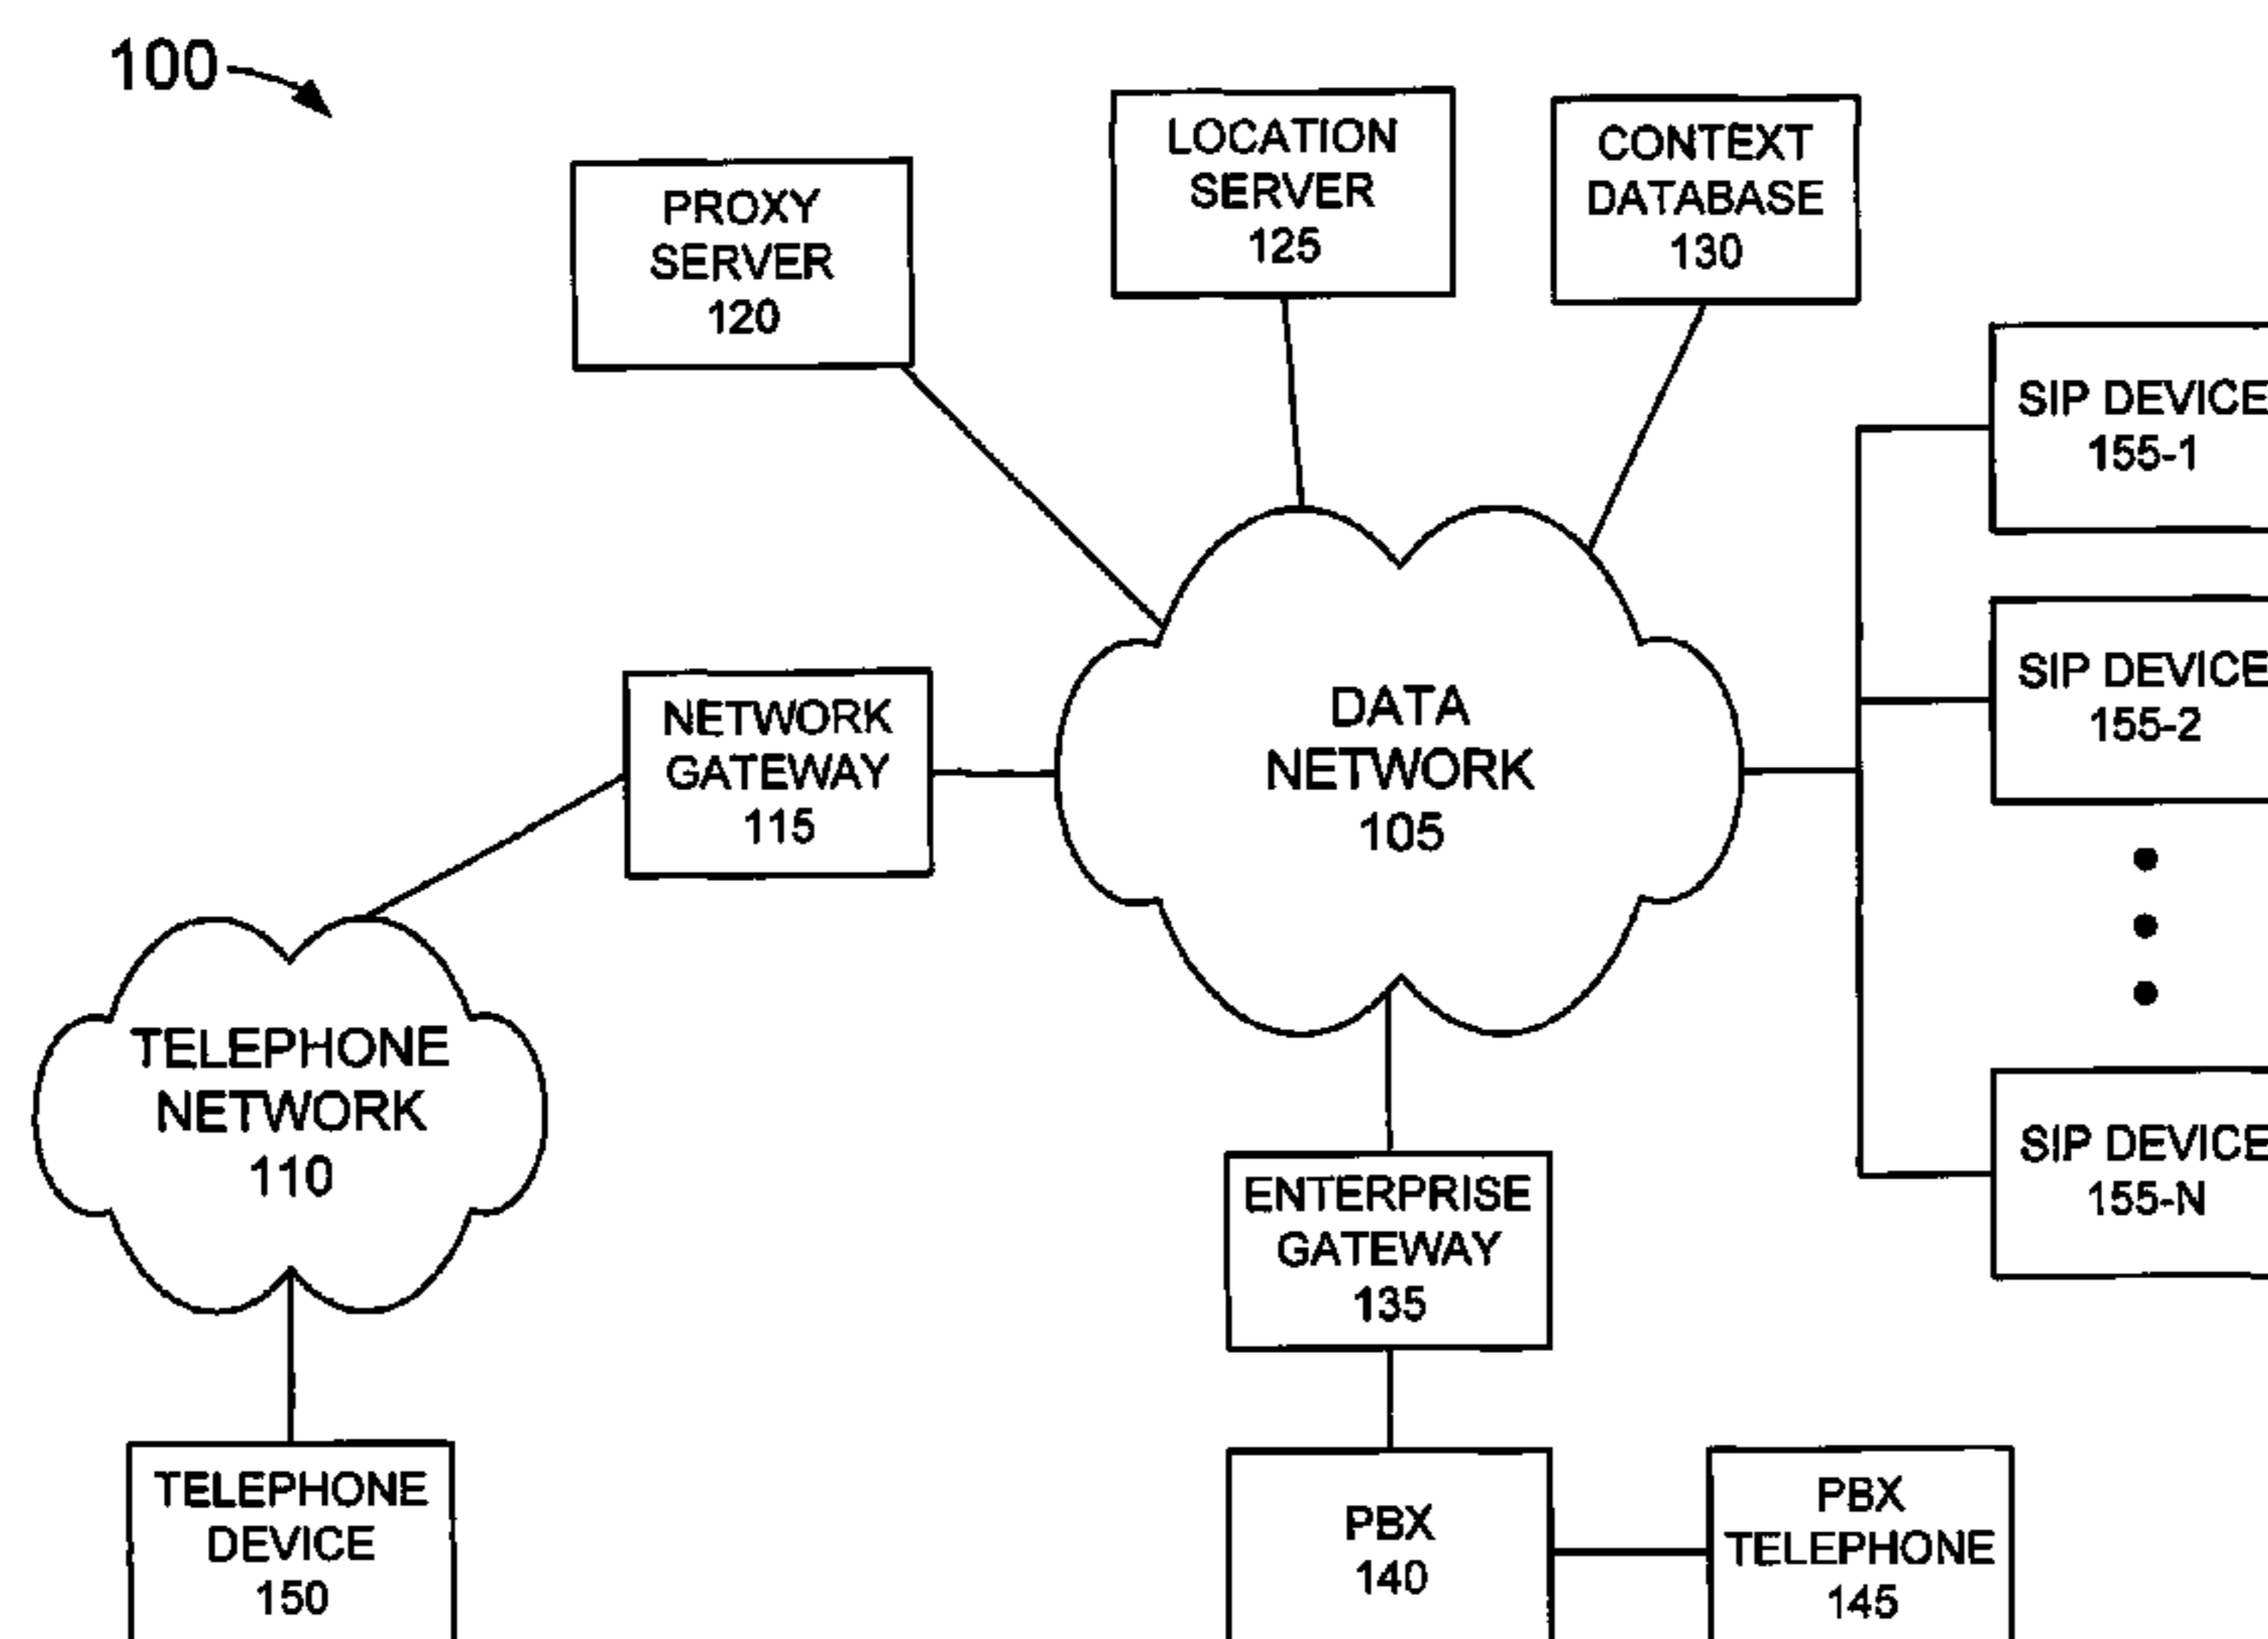 100
LOCATION
SERVER
125
CONTEXT
DATABASE
130
PROXY
SERVER
120
SIP DEVICE
155-1
SIP DEVICE
155-2
NETWORK
GATEWAY
115
DATA
NETWORK
105
TELEPHONE
NETWORK
110
SIP DEVICE
155-N
ENTERPRISE
GATEWAY
135
TELEPHONE
DEVICE
150
PBX
140
PBX
TELEPHONE
145